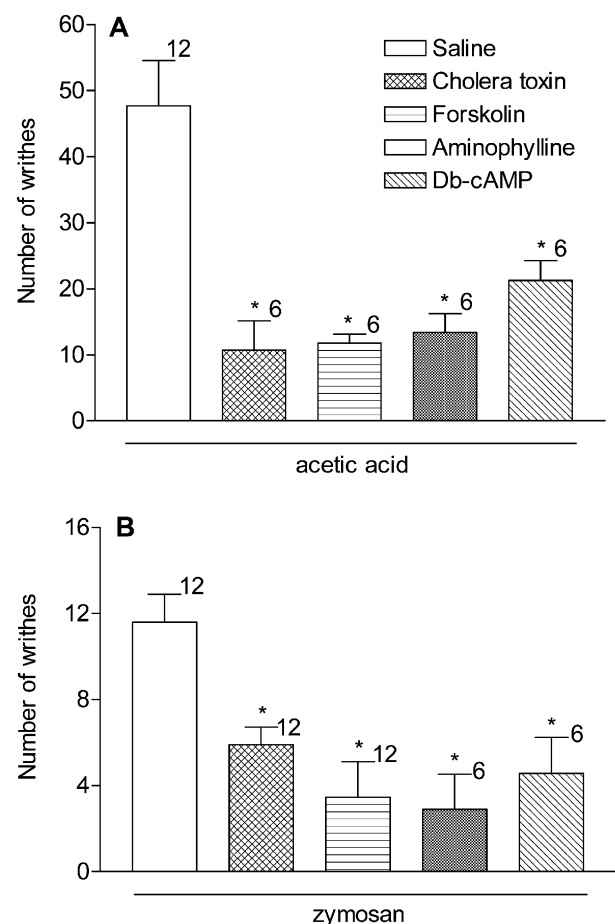 A
60
50
40
30
20
10
0
Number of writhes
12
* 6
* 6
* 6
* 6
Saline
Cholera toxin
Forskolin
Aminophylline
Db-cAMP
acetic acid
B
16
12
8
4
0
Number of writhes
12
* 12
* 12
* 6
* 6
zymosan